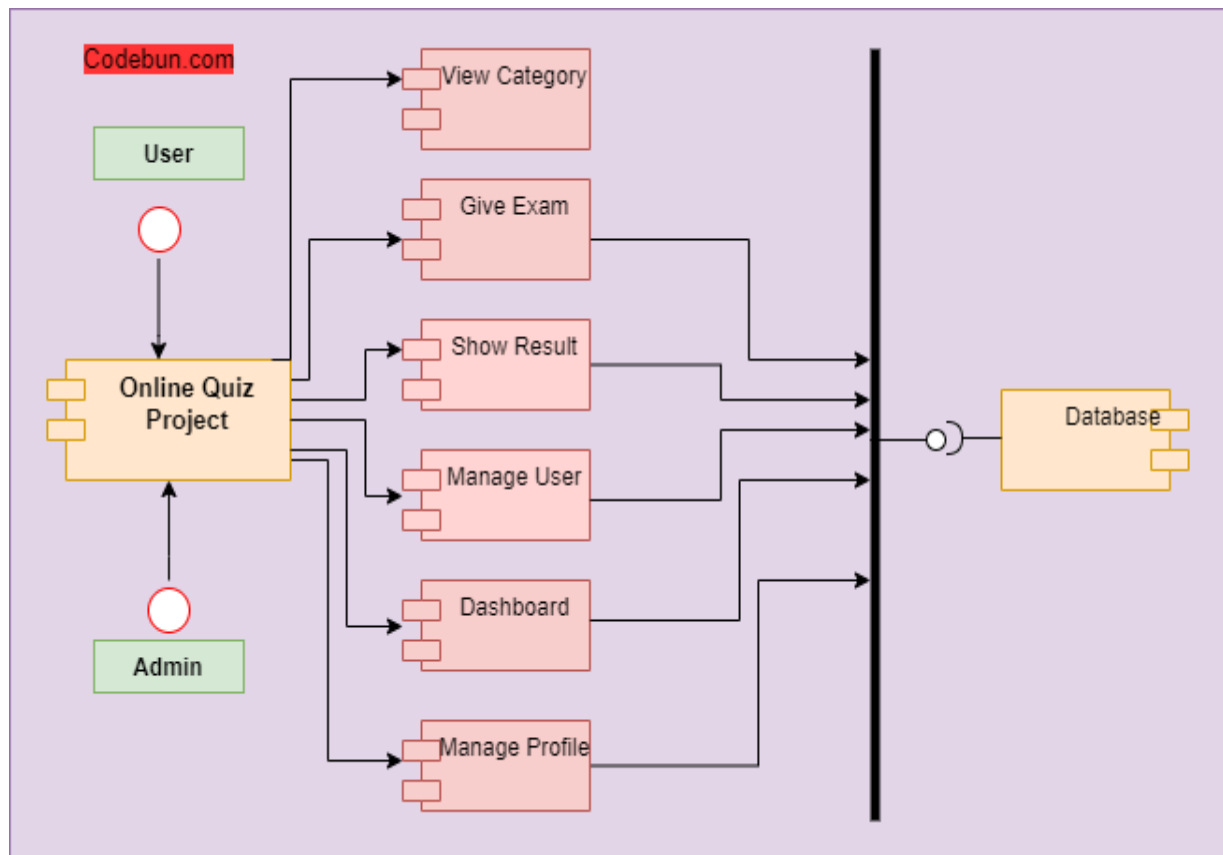 Codebun.com
User
Online Quiz
Project
Admin
View Category
Give Exam
Show Result
Manage User
Dashboard
Manage Profile
Database